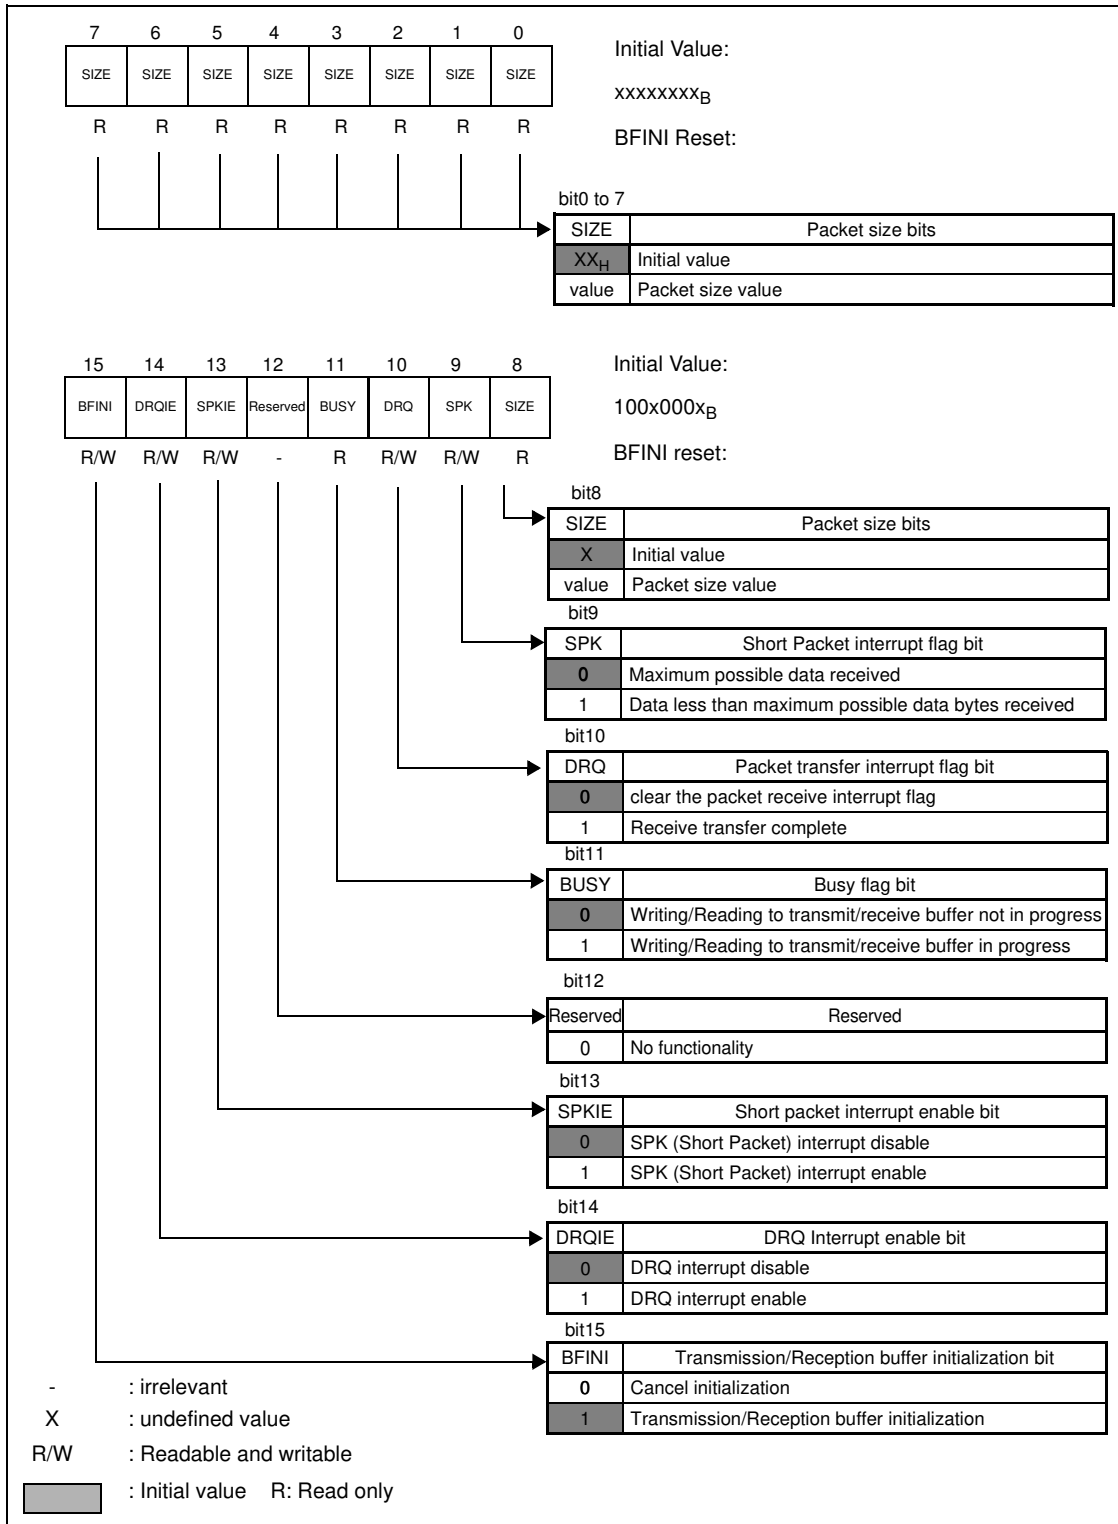 7 6 5 4 3 2 1 0
SIZE SIZE SIZE SIZE SIZE SIZE SIZE SIZE
R R R R R R R R
Initial Value:
xxxxxxxxB
BFINI Reset:
bit0 to 7
SIZE Packet size bits
XXH Initial value
value Packet size value
15 14 13 12 11 10 9 8
BFINI DRQIE SPKIE Reserved BUSY DRQ SPK SIZE
R/W R/W R/W - R R/W R/W R
Initial Value:
100x000xB
BFINI reset:
bit8
SIZE Packet size bits
X Initial value
value Packet size value
bit9
SPK Short Packet interrupt flag bit
0 Maximum possible data received
1 Data less than maximum possible data bytes received
bit10
DRQ Packet transfer interrupt flag bit
0 clear the packet receive interrupt flag
1 Receive transfer complete
bit11
BUSY Busy flag bit
0 Writing/Reading to transmit/receive buffer not in progress
1 Writing/Reading to transmit/receive buffer in progress
bit12
Reserved Reserved
0 No functionality
bit13
SPKIE Short packet interrupt enable bit
0 SPK (Short Packet) interrupt disable
1 SPK (Short Packet) interrupt enable
bit14
DRQIE DRQ Interrupt enable bit
0 DRQ interrupt disable
1 DRQ interrupt enable
bit15
BFINI Transmission/Reception buffer initialization bit
0 Cancel initialization
1 Transmission/Reception buffer initialization
- : irrelevant
X : undefined value
R/W : Readable and writable
: Initial value R: Read only